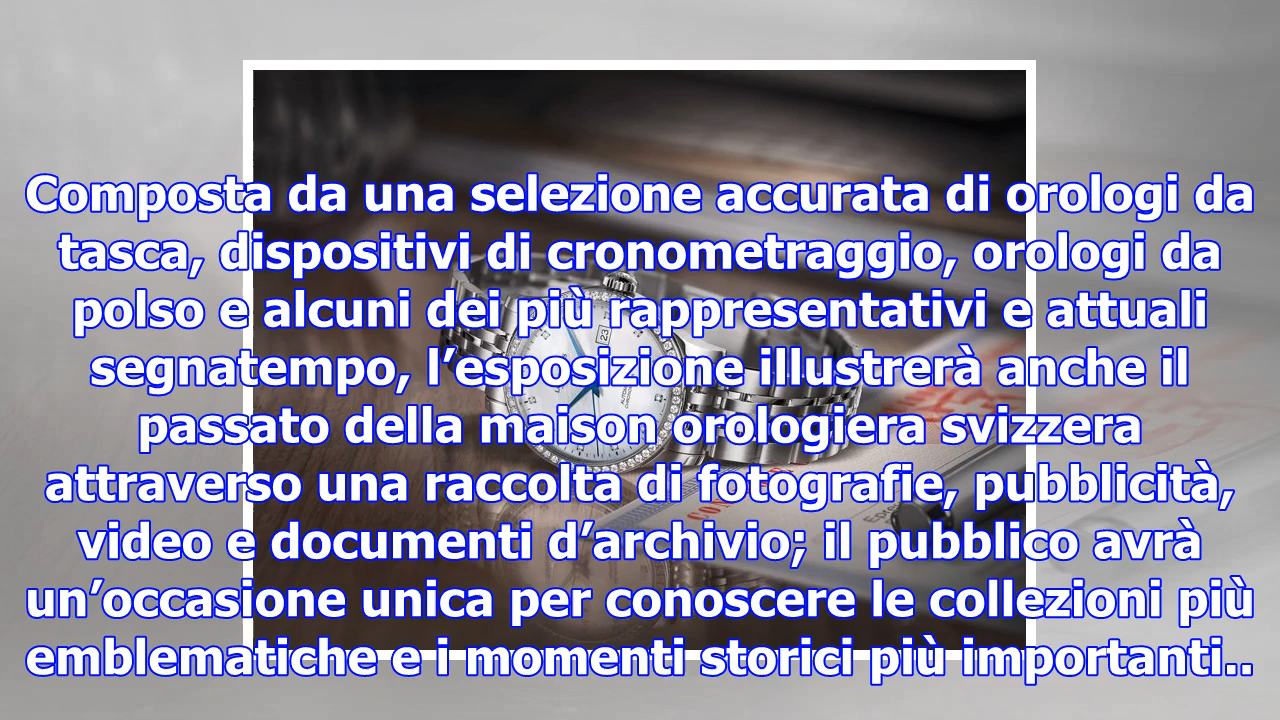 Composta da una selezione accurata di orologi da
tasca, dispositivi di cronometraggio, orologi da
polso e alcuni dei più rappresentativi e attuali
segnatempo, l’esposizione illustrerà anche il
passato della maison orologiera svizzera
attraverso una raccolta di fotografie, pubblicità,
video e documenti d’archivio; il pubblico avrà
un’occasione unica per conoscere le collezioni più
emblematiche e i momenti storici più importanti..
23